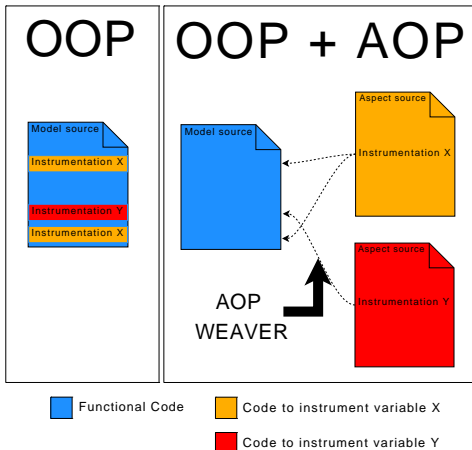 OOP
OOP + AOP
Model source
Instrumentation X
Instrumentation Y
Instrumentation X
Model source
Aspect source
Instrumentation X
Aspect source
Instrumentation Y
AOP
WEAVER
Functional Code
Code to instrument variable X
Code to instrument variable Y